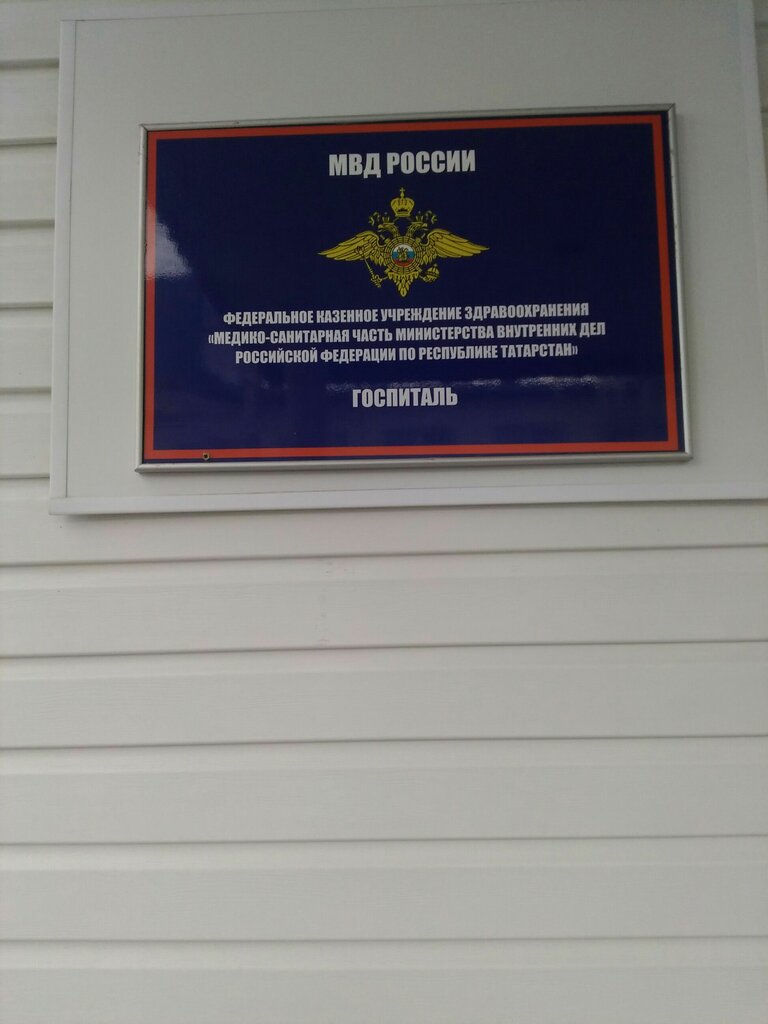 МВД РОССИИ
ФЕДЕРАЛЬНОЕ КАЗЕННОЕ УЧРЕЖДЕНИЕ ЗДРАВООХРАНЕНИЯ
«МЕДИКО-САНИТАРНАЯ ЧАСТЬ МИНИСТЕРСТВА ВНУТРЕННИХ ДЕЛ
РОССИЙСКОЙ ФЕДЕРАЦИИ ПО РЕСПУБЛИКЕ ТАТАРСТАН»
ГОСПИТАЛЬ